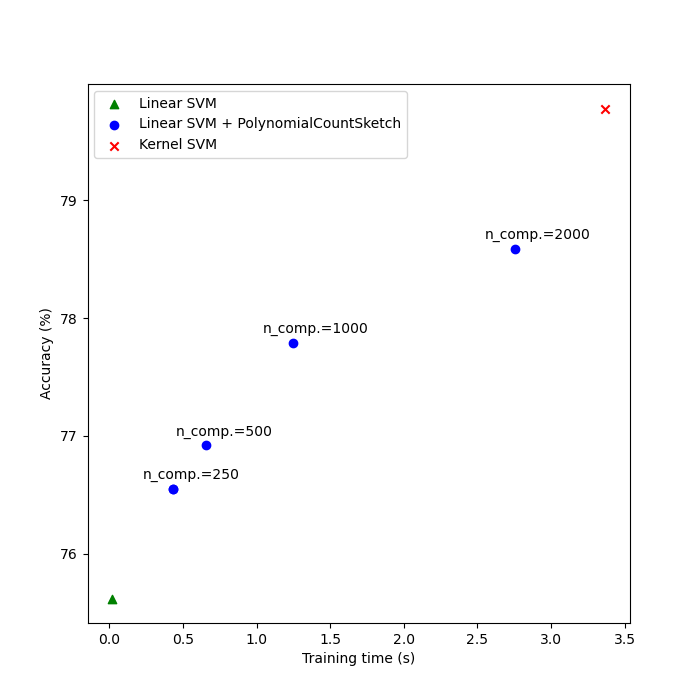 Linear SVM
Linear SVM + PolynomialCountSketch
Kernel SVM
79
n_comp.=2000
78
n_comp.=1000
Accuracy (%)
77
n_comp.=500
n_comp.=250
76
0.0 0.5 1.0 1.5 2.0 2.5 3.0 3.5
Training time (s)